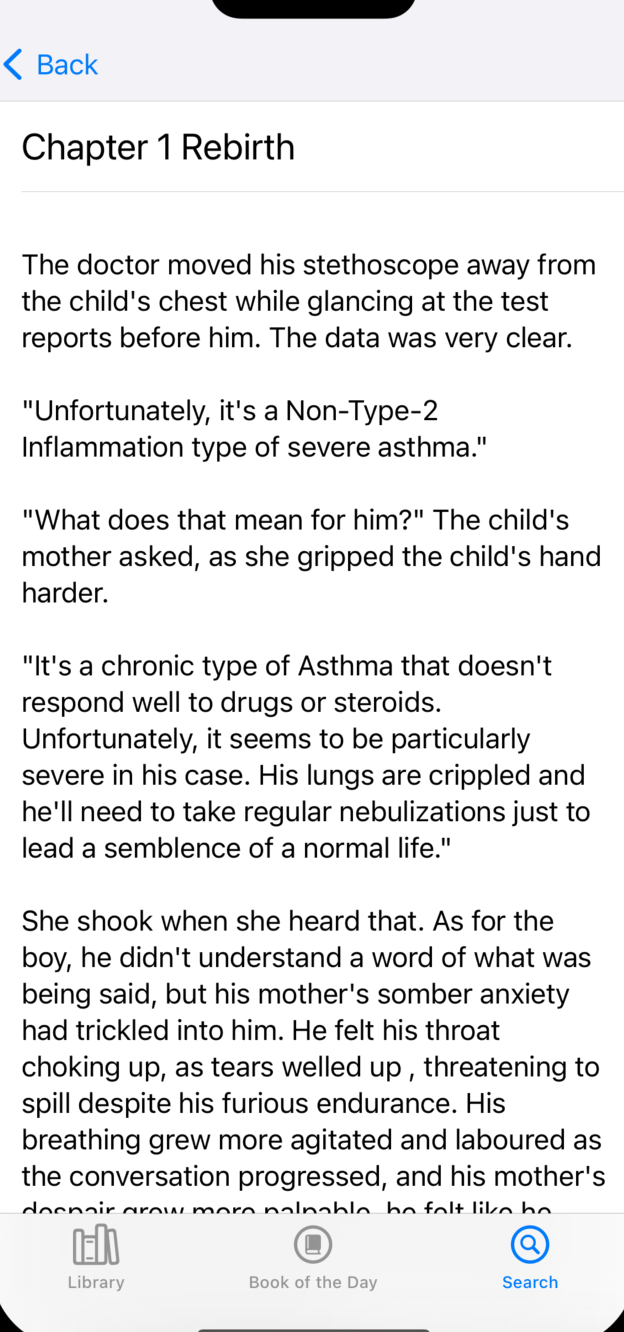 Back
Chapter 1 Rebirth
The doctor moved his stethoscope away from
the child's chest while glancing at the test
reports before him. The data was very clear.
"Unfortunately, it's a Non-Type-2
Inflammation type of severe asthma."
"What does that mean for him?" The child's
mother asked, as she gripped the child's hand
harder.
"It's a chronic type of Asthma that doesn't
respond well to drugs or steroids.
Unfortunately, it seems to be particularly
severe in his case. His lungs are crippled and
he'll need to take regular nebulizations just to
lead a semblence of a normal life."
She shook when she heard that. As for the
boy, he didn't understand a word of what was
being said, but his mother's somber anxiety
had trickled into him. He felt his throat
choking up, as tears welled up , threatening to
spill despite his furious endurance. His
breathing grew more agitated and laboured as
the conversation progressed, and his mother's
despair grew more palpable, he felt like he
Library
Book of the Day
Search